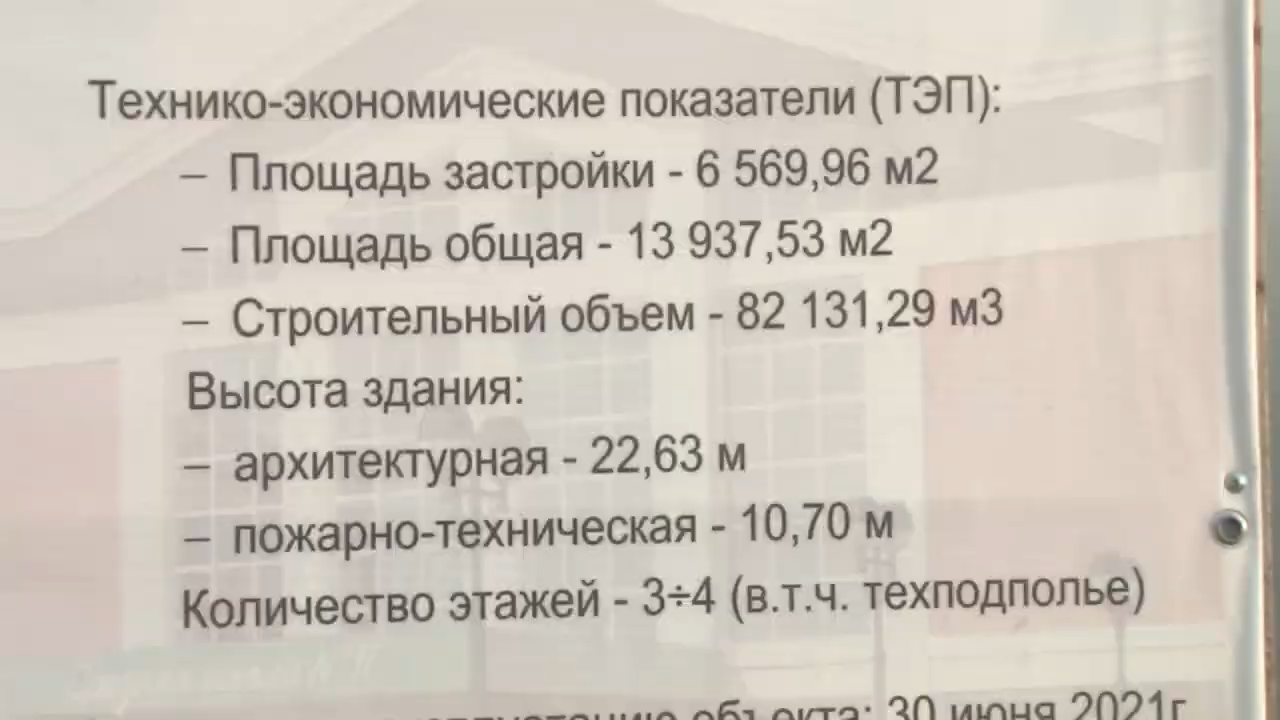 Технико-экономические показатели (ТЭП):
– Площадь застройки - 6 569,96 м2
– Площадь общая - 13 937,53 м2
– Строительный объем - 82 131,29 м3
Высота здания:
– архитектурная - 22,63 м
– пожарно-техническая - 10,70 м
Количество этажей - 3÷4 (в.т.ч. техподполье)
объекта: 30 июня 2021г